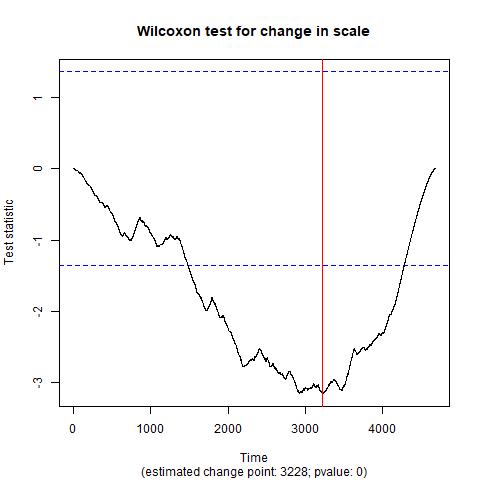 Wilcoxon test for change in scale
Test statistic
1
0
-1
-2
-3
0 1000 2000 3000 4000
Time
(estimated change point: 3228; pvalue: 0)